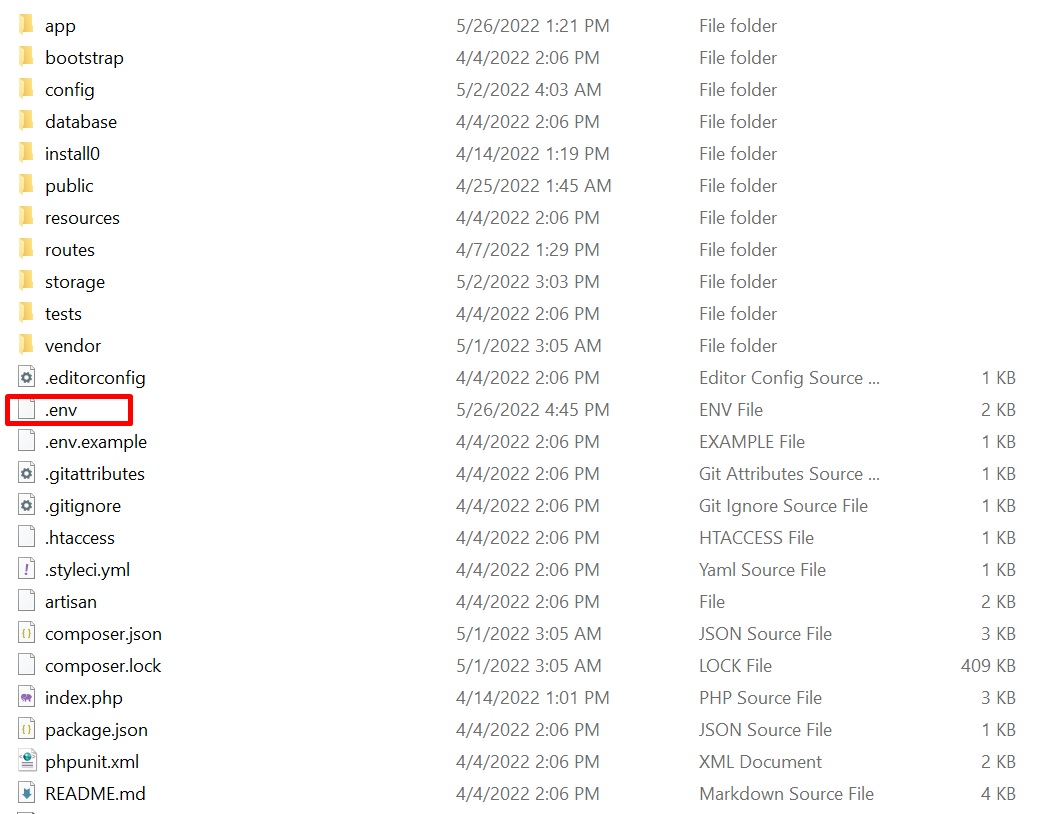 app 5/26/2022 1:21 PM File folder
bootstrap 4/4/2022 2:06 PM File folder
config 5/2/2022 4:03 AM File folder
database 4/4/2022 2:06 PM File folder
install0 4/14/2022 1:19 PM File folder
public 4/25/2022 1:45 AM File folder
resources 4/4/2022 2:06 PM File folder
routes 4/7/2022 1:29 PM File folder
storage 5/2/2022 3:03 PM File folder
tests 4/4/2022 2:06 PM File folder
vendor 5/1/2022 3:05 AM File folder
.editorconfig 4/4/2022 2:06 PM Editor Config Source ... 1 KB
.env 5/26/2022 4:45 PM ENV File 2 KB
.env.example 4/4/2022 2:06 PM EXAMPLE File 1 KB
.gitattributes 4/4/2022 2:06 PM Git Attributes Source ... 1 KB
.gitignore 4/4/2022 2:06 PM Git Ignore Source File 1 KB
.htaccess 4/4/2022 2:06 PM HTACCESS File 1 KB
.styleci.yml 4/4/2022 2:06 PM Yaml Source File 1 KB
artisan 4/4/2022 2:06 PM File 2 KB
composer.json 5/1/2022 3:05 AM JSON Source File 3 KB
composer.lock 5/1/2022 3:05 AM LOCK File 409 KB
index.php 4/14/2022 1:01 PM PHP Source File 3 KB
package.json 4/4/2022 2:06 PM JSON Source File 1 KB
phpunit.xml 4/4/2022 2:06 PM XML Document 2 KB
README.md 4/4/2022 2:06 PM Markdown Source File 4 KB